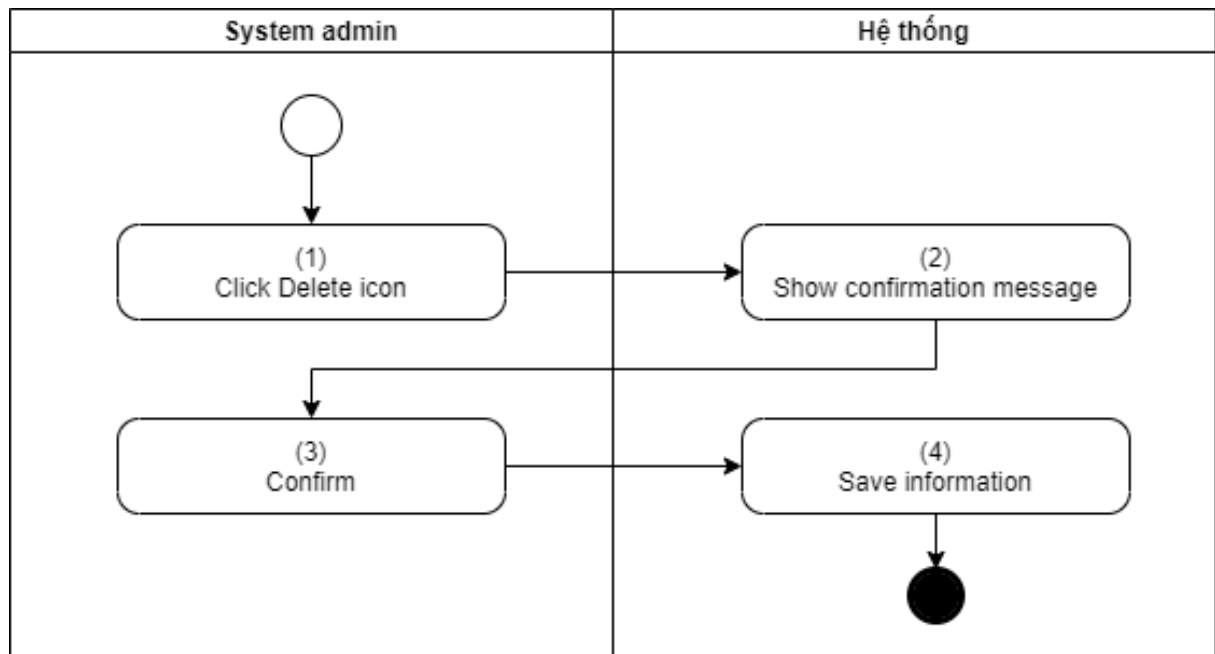 System admin
Hệ thống
(1)
Click Delete icon
(2)
Show confirmation message
(3)
Confirm
(4)
Save information